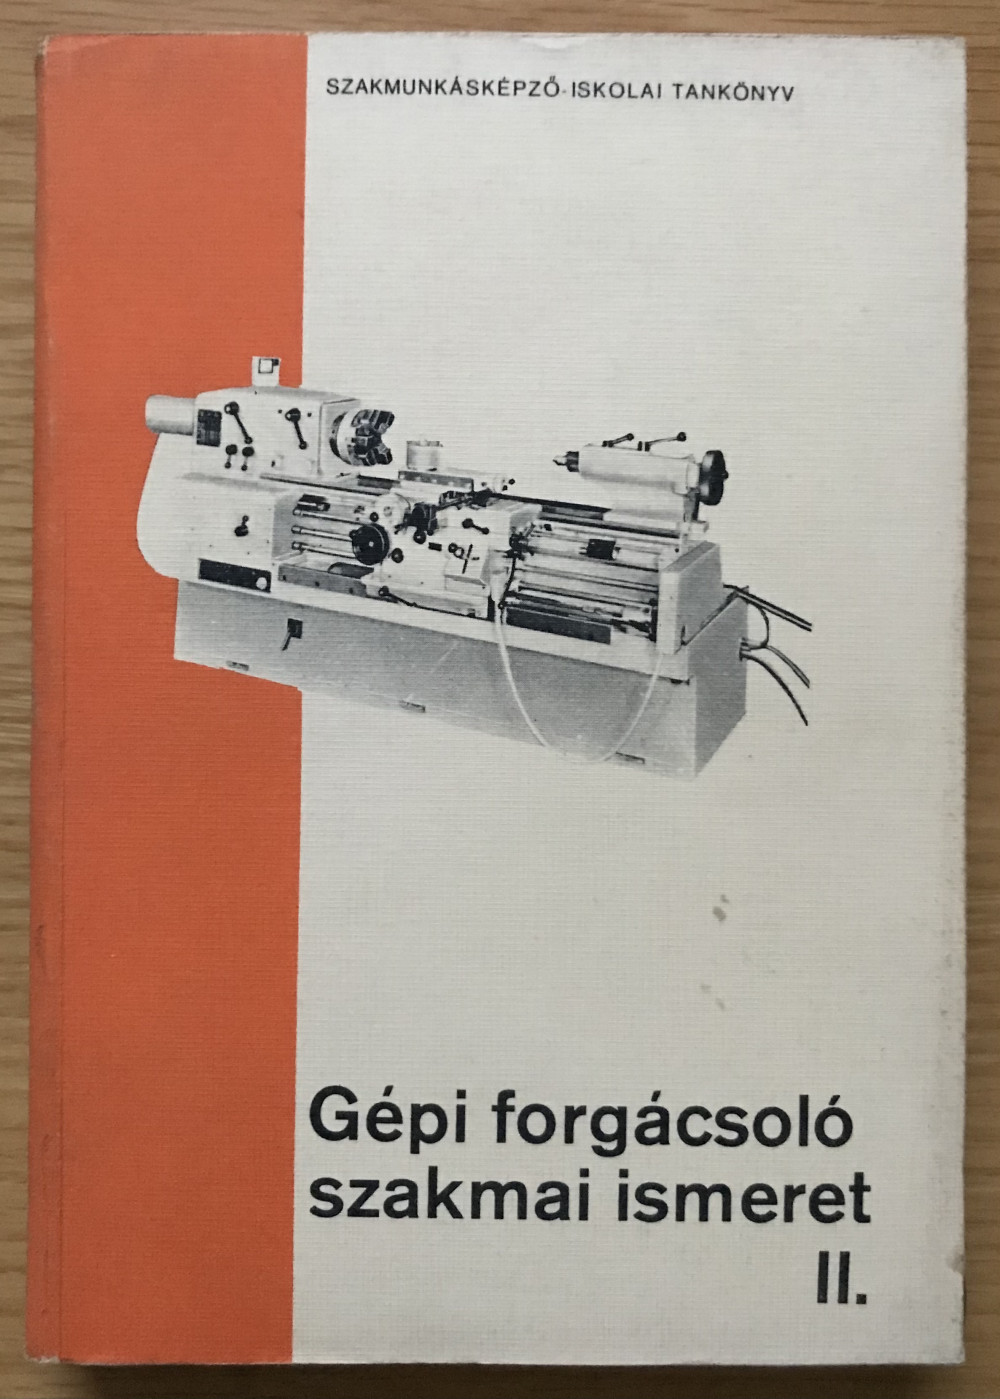 SZAKMUNKÁSKÉPZŐ-ISKOLAI TANKÖNYV
Gépi forgácsoló
szakmai ismeret
II.